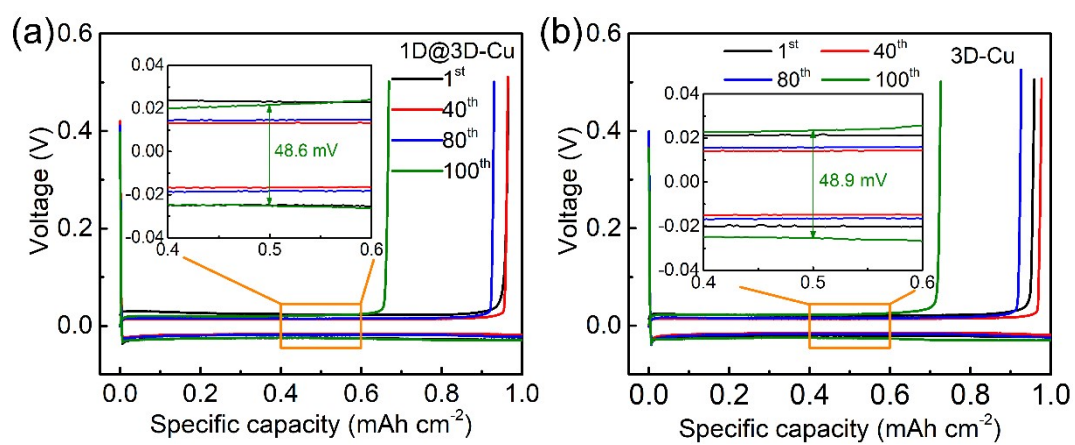 (a)
1D@3D-Cu
1st
40th
80th
100th
48.6 mV
0.04
0.02
0.00
-0.02
-0.04
0.4
0.5
0.6
0.6
0.4
0.2
0.0
Voltage (V)
0.0
0.2
0.4
0.6
0.8
1.0
Specific capacity (mAh cm-2)
(b)
1st 40th
80th 100th
3D-Cu
48.9 mV
0.04
0.02
0.00
-0.02
-0.04
0.4
0.5
0.6
0.6
0.4
0.2
0.0
Voltage (V)
0.0
0.2
0.4
0.6
0.8
1.0
Specific capacity (mAh cm-2)